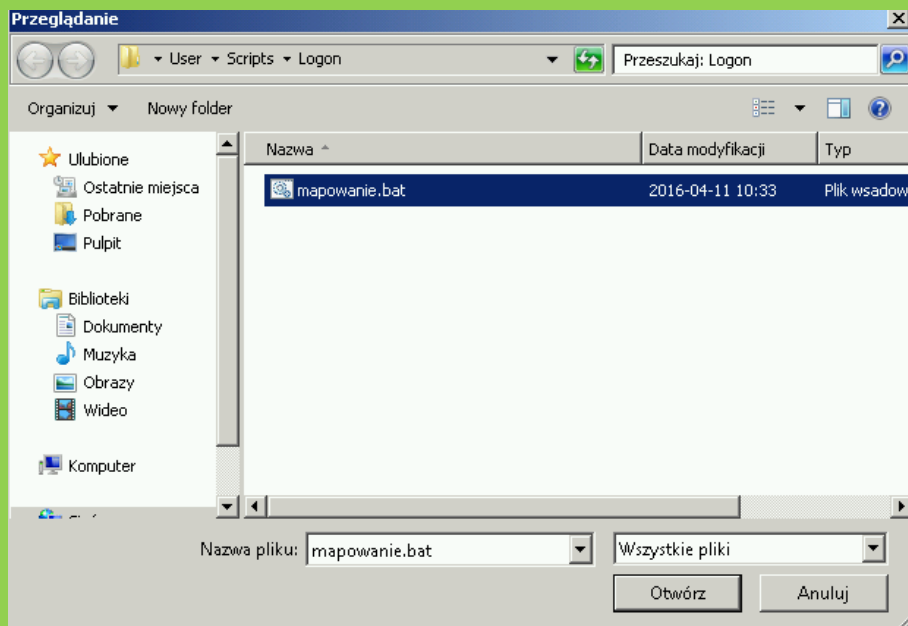 Przeglądanie
User Scripts Logon
Przeszukaj: Logon
Organizuj Nowy folder
Nazwa Data modyfikacji Typ
mapowanie.bat 2016-04-11 10:33 Plik wsadow
Ulubione
Ostatnie miejsca
Pobrane
Pulpit
Biblioteki
Dokumenty
Muzyka
Obrazy
Wideo
Komputer
Nazwa pliku: mapowanie.bat
Wszystkie pliki
Otwórz Anuluj